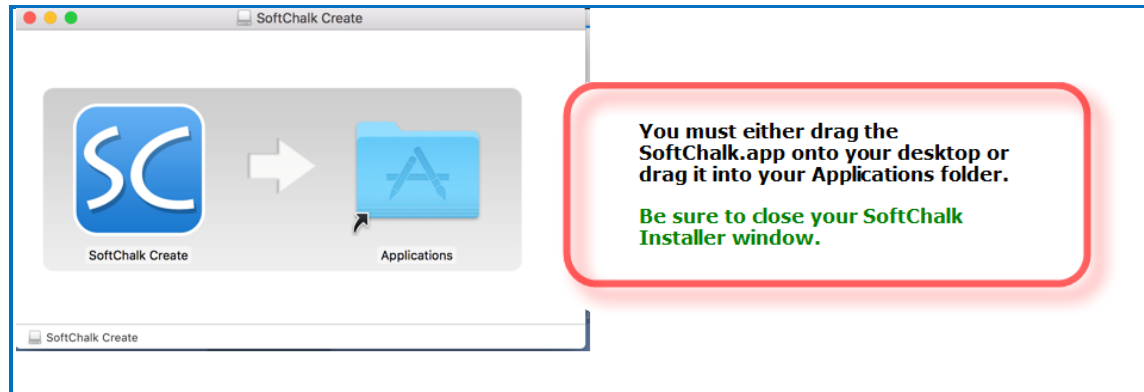 SoftChalk Create
SC
SoftChalk Create
Applications
SoftChalk Create
You must either drag the
SoftChalk.app onto your desktop or
drag it into your Applications folder.
Be sure to close your SoftChalk
Installer window.